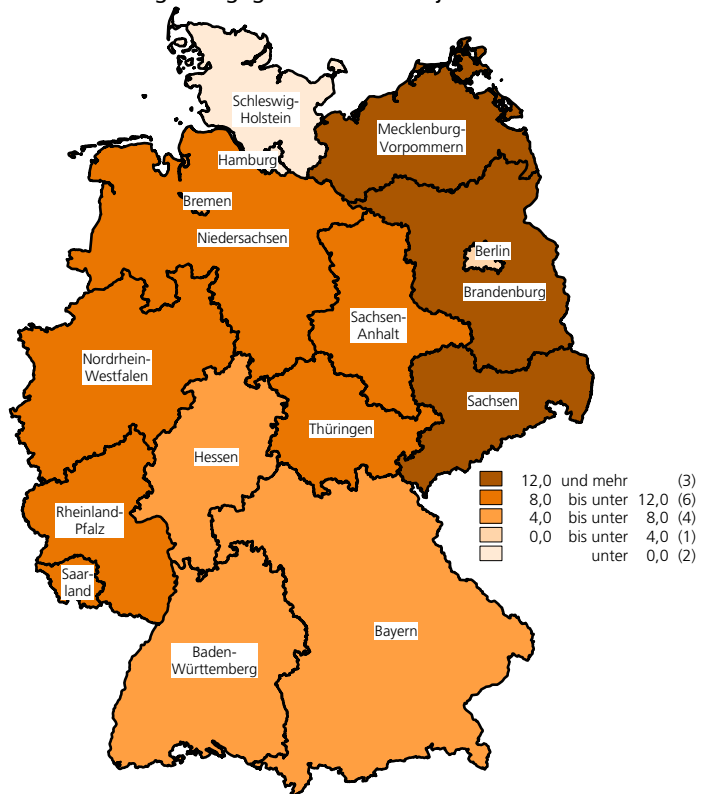 Schleswig-
Holstein
Mecklenburg-
Vorpommern
Hamburg
Bremen
Niedersachsen
Berlin
Brandenburg
Sachsen-
Anhalt
Nordrhein-
Westfalen
Sachsen
Thüringen
Hessen
12,0 und mehr (3)
8,0 bis unter 12,0 (6)
4,0 bis unter 8,0 (4)
0,0 bis unter 4,0 (1)
unter 0,0 (2)
Rheinland-
Pfalz
Saar-
land
Bayern
Baden-
Württemberg